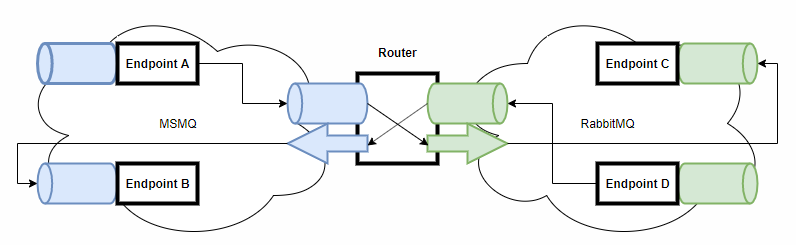 Router
Endpoint A
Endpoint C
MSMQ
RabbitMQ
Endpoint B
Endpoint D